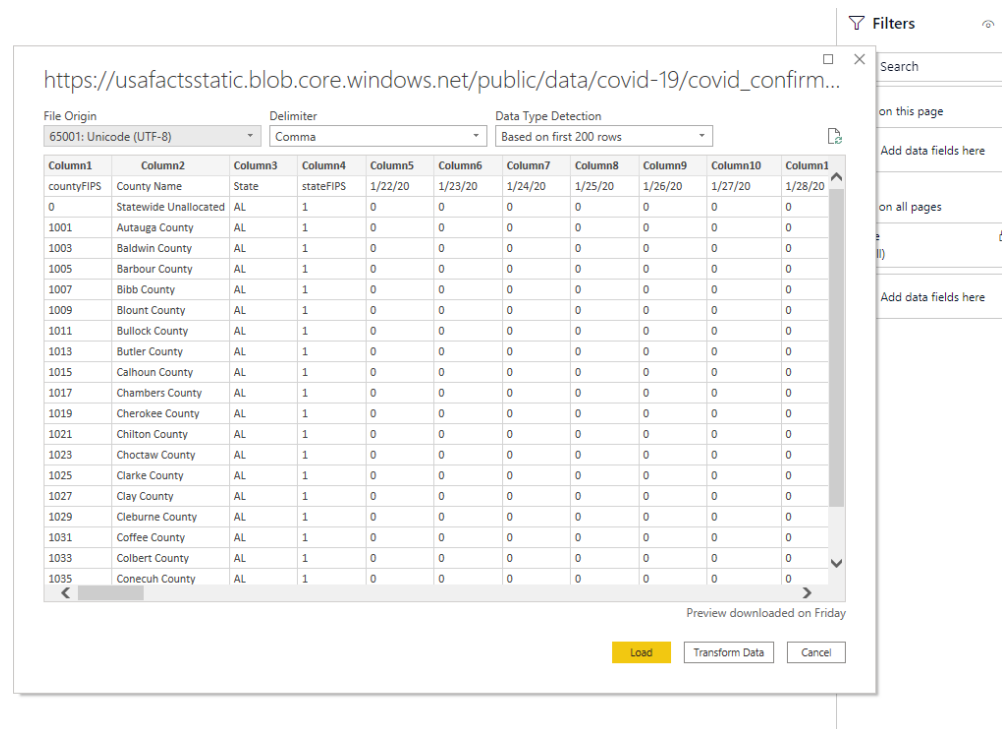 Filters
https://usafactsstatic.blob.core.windows.net/public/data/covid-19/covid_confirm...
Search
File Origin Delimiter Data Type Detection
65001: Unicode (UTF-8) Comma Based on first 200 rows
on this page
Add data fields here
on all pages
Add data fields here
Column1 Column2 Column3 Column4 Column5 Column6 Column7 Column8 Column9 Column10 Column1
countyFIPS County Name State stateFIPS 1/22/20 1/23/20 1/24/20 1/25/20 1/26/20 1/27/20 1/28/20
0 Statewide Unallocated AL 1 0 0 0 0 0 0 0
1001 Autauga County AL 1 0 0 0 0 0 0 0
1003 Baldwin County AL 1 0 0 0 0 0 0 0
1005 Barbour County AL 1 0 0 0 0 0 0 0
1007 Bibb County AL 1 0 0 0 0 0 0 0
1009 Blount County AL 1 0 0 0 0 0 0 0
1011 Bullock County AL 1 0 0 0 0 0 0 0
1013 Butler County AL 1 0 0 0 0 0 0 0
1015 Calhoun County AL 1 0 0 0 0 0 0 0
1017 Chambers County AL 1 0 0 0 0 0 0 0
1019 Cherokee County AL 1 0 0 0 0 0 0 0
1021 Chilton County AL 1 0 0 0 0 0 0 0
1023 Choctaw County AL 1 0 0 0 0 0 0 0
1025 Clarke County AL 1 0 0 0 0 0 0 0
1027 Clay County AL 1 0 0 0 0 0 0 0
1029 Cleburne County AL 1 0 0 0 0 0 0 0
1031 Coffee County AL 1 0 0 0 0 0 0 0
1033 Colbert County AL 1 0 0 0 0 0 0 0
1035 Conecuh County AL 1 0 0 0 0 0 0 0
Preview downloaded on Friday
Load Transform Data Cancel